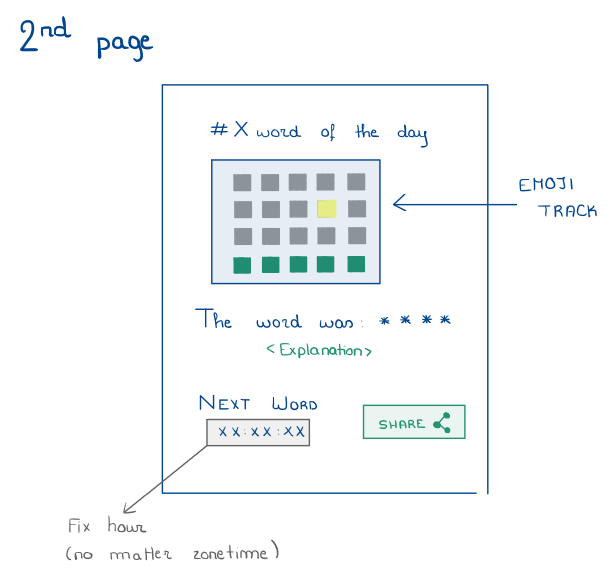 2nd page
# X word of the day
EMOJI
TRACK
The word was: ****
<Explanation>
NEXT WORD
XX:XX:XX
SHARE
Fix hour
(no matter zonetime)